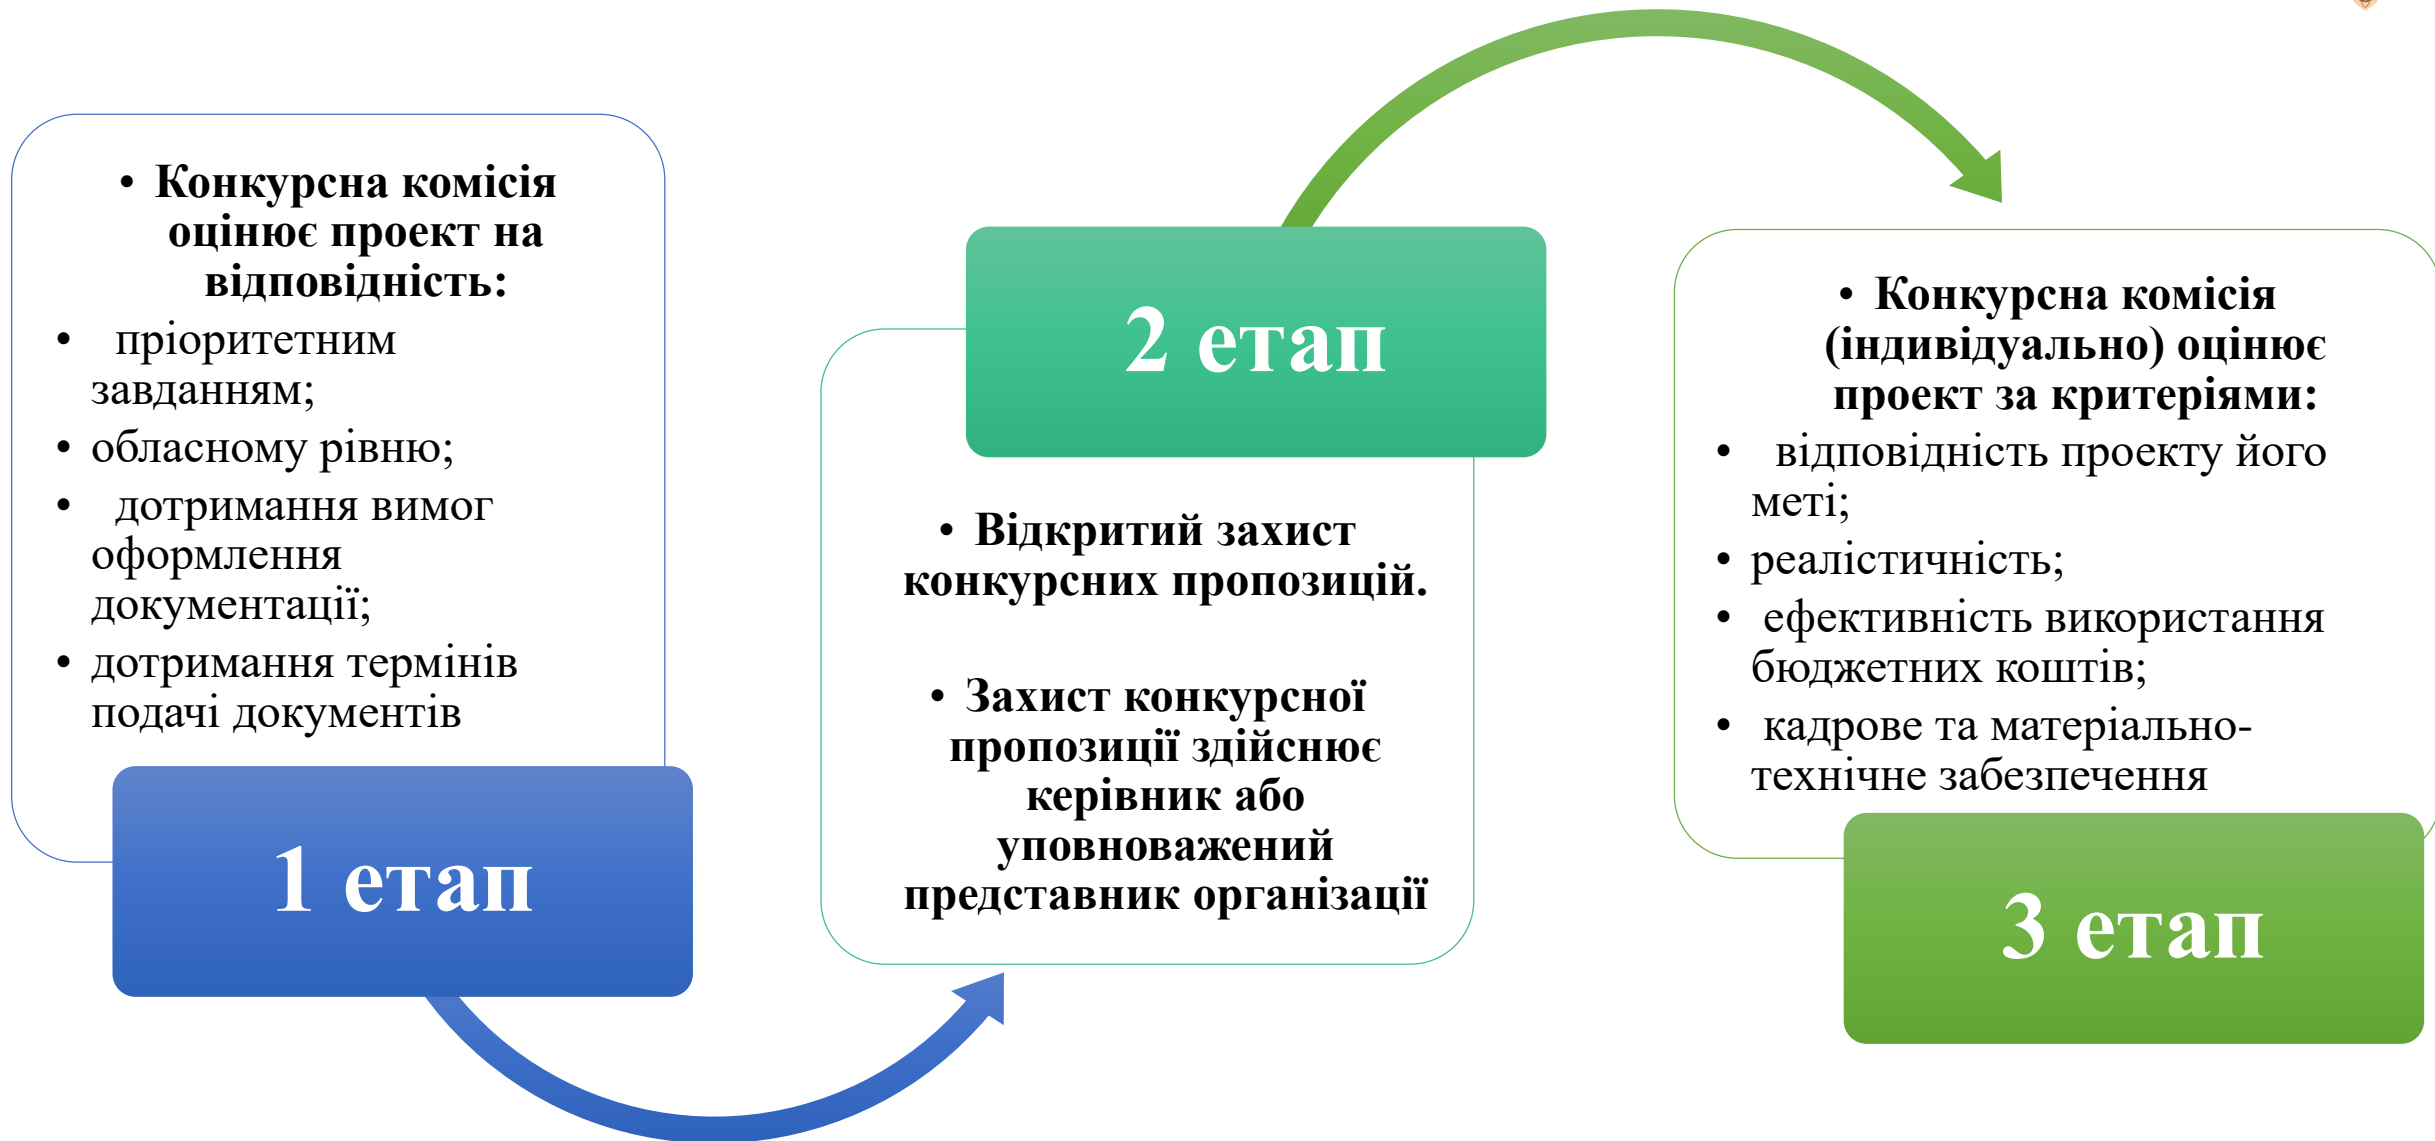 • Конкурсна комісія
оцінює проект на
відповідність:
• пріоритетним
завданням;
• обласному рівню;
• дотримання вимог
оформлення
документації;
• дотримання термінів
подачі документів
1 етап
2 етап
• Відкритий захист
конкурсних пропозицій.
• Захист конкурсної
пропозиції здійснює
керівник або
уповноважений
представник організації
• Конкурсна комісія
(індивідуально) оцінює
проект за критеріями:
• відповідність проекту його
меті;
• реалістичність;
• ефективність використання
бюджетних коштів;
• кадрове та матеріально-
технічне забезпечення
3 етап